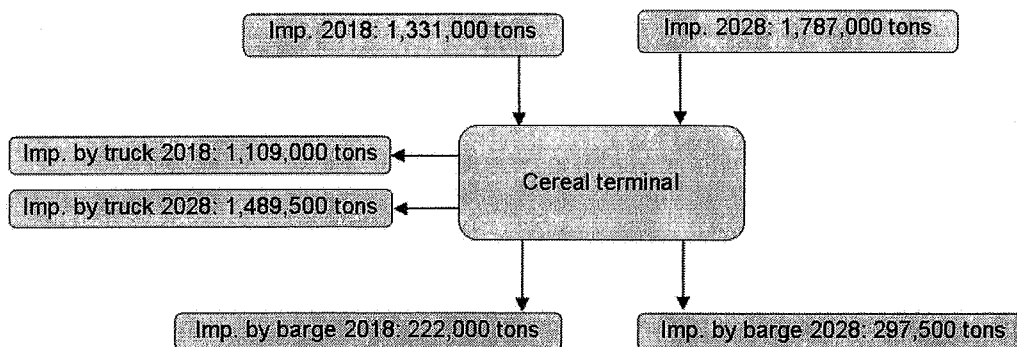 Imp. 2018: 1,331,000 tons
Imp. 2028: 1,787,000 tons
Imp. by truck 2018: 1,109,000 tons
Cereal terminal
Imp. by truck 2028: 1,489,500 tons
Imp. by barge 2018: 222,000 tons
Imp. by barge 2028: 297,500 tons